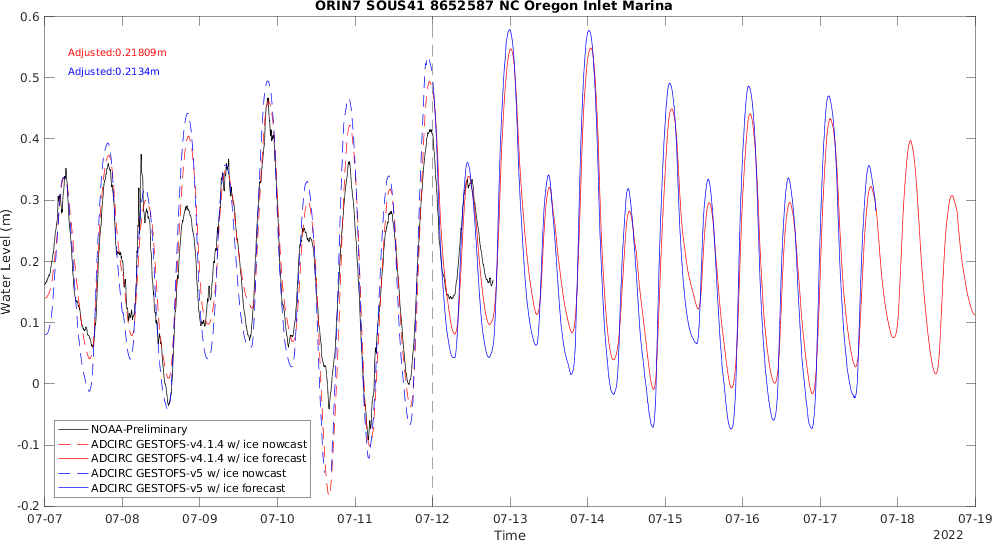 ORIN7 SOUS41 8652587 NC Oregon Inlet Marina
Adjusted:0.21809m
Adjusted:0.2134m
Water Level (m)
0.6
0.5
0.4
0.3
0.2
0.1
0
-0.1
-0.2
NOAA-Preliminary
ADCIRC GESTOFS-v4.1.4 w/ ice nowcast
ADCIRC GESTOFS-v4.1.4 w/ ice forecast
ADCIRC GESTOFS-v5 w/ ice nowcast
ADCIRC GESTOFS-v5 w/ ice forecast
07-07 07-08 07-09 07-10 07-11 07-12 07-13 07-14 07-15 07-16 07-17 07-18 07-19
Time
2022